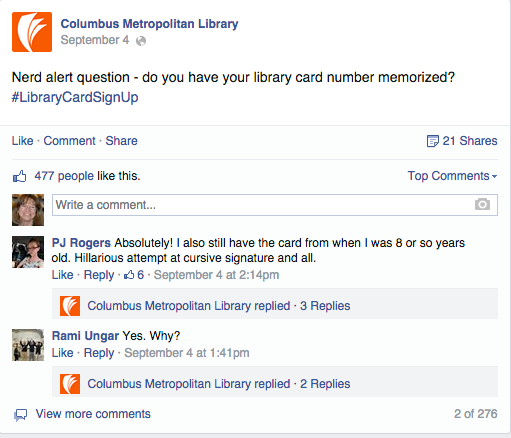 Columbus Metropolitan Library
September 4
Nerd alert question - do you have your library card number memorized?
#LibraryCardSignUp
Like · Comment · Share
21 Shares
477 people like this.
Top Comments
Write a comment...
PJ Rogers Absolutely! I also still have the card from when I was 8 or so years
old. Hillarious attempt at cursive signature and all.
Like · Reply · 6 · September 4 at 2:14pm
Columbus Metropolitan Library replied · 3 Replies
Rami Ungar Yes. Why?
Like · Reply · September 4 at 1:41pm
Columbus Metropolitan Library replied · 2 Replies
View more comments
2 of 276